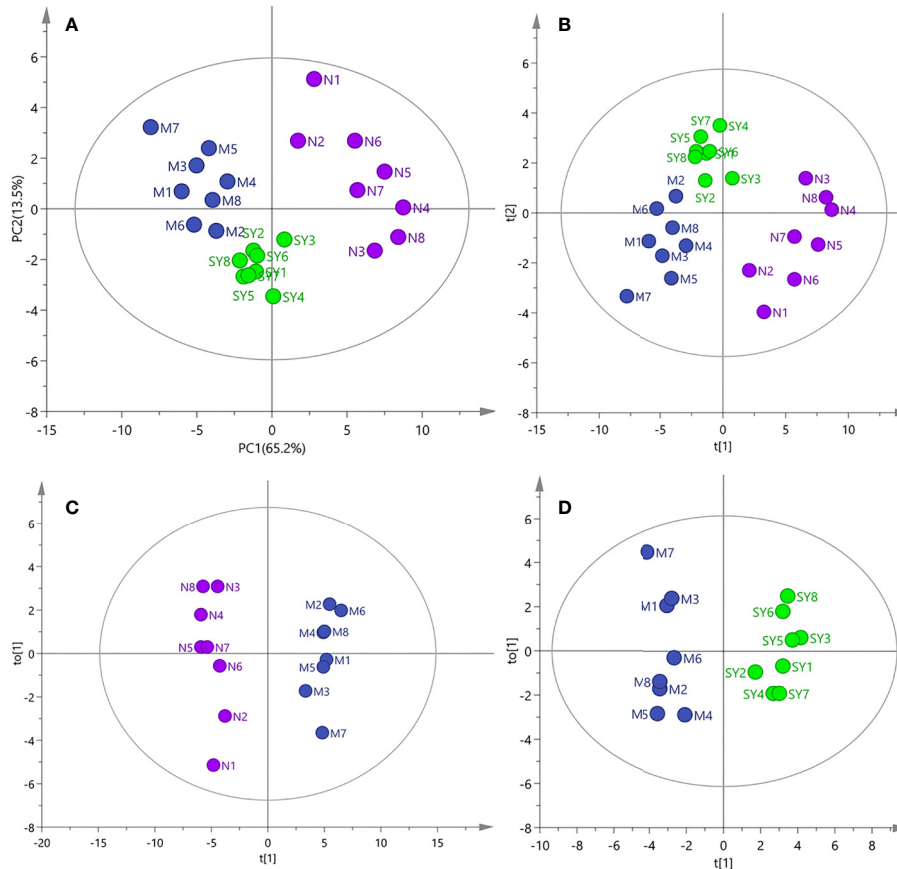 A
6
4
2
0
-2
-4
-6
-8
PC2(13.5%)
N1
M7
M5
N2
N6
M3
N5
M1
M4
N7
M8
N4
M6
M2
N8
SY2
SY3
N3
SY8
SY6
SY1
SY7
SY5
SY4
-15
-10
-5
0
5
10
15
PC1(65.2%)
B
6
4
2
0
-2
-4
-6
-8
t[2]
SY7
SY4
SY5
SY6
SY8
M2
SY3
N3
SY2
N8
M6
N4
M8
N7
M1
M4
N5
M3
N2
M5
N6
M7
N1
-15
-10
-5
0
5
10
t[1]
C
6
4
2
0
-2
-4
-6
-8
to[1]
N8
N3
M2
M6
N4
M4
M8
N5
N7
M1
N6
M5
M3
N2
M7
N1
-20
-15
-10
-5
0
5
10
15
20
t[1]
D
6
4
2
0
-2
-4
-6
-8
to[1]
M7
M1
M3
SY8
SY6
SY5
SY3
M6
SY1
SY2
M8
M2
SY4
SY7
M5
M4
-10
-8
-6
-4
-2
0
2
4
6
8
t[1]